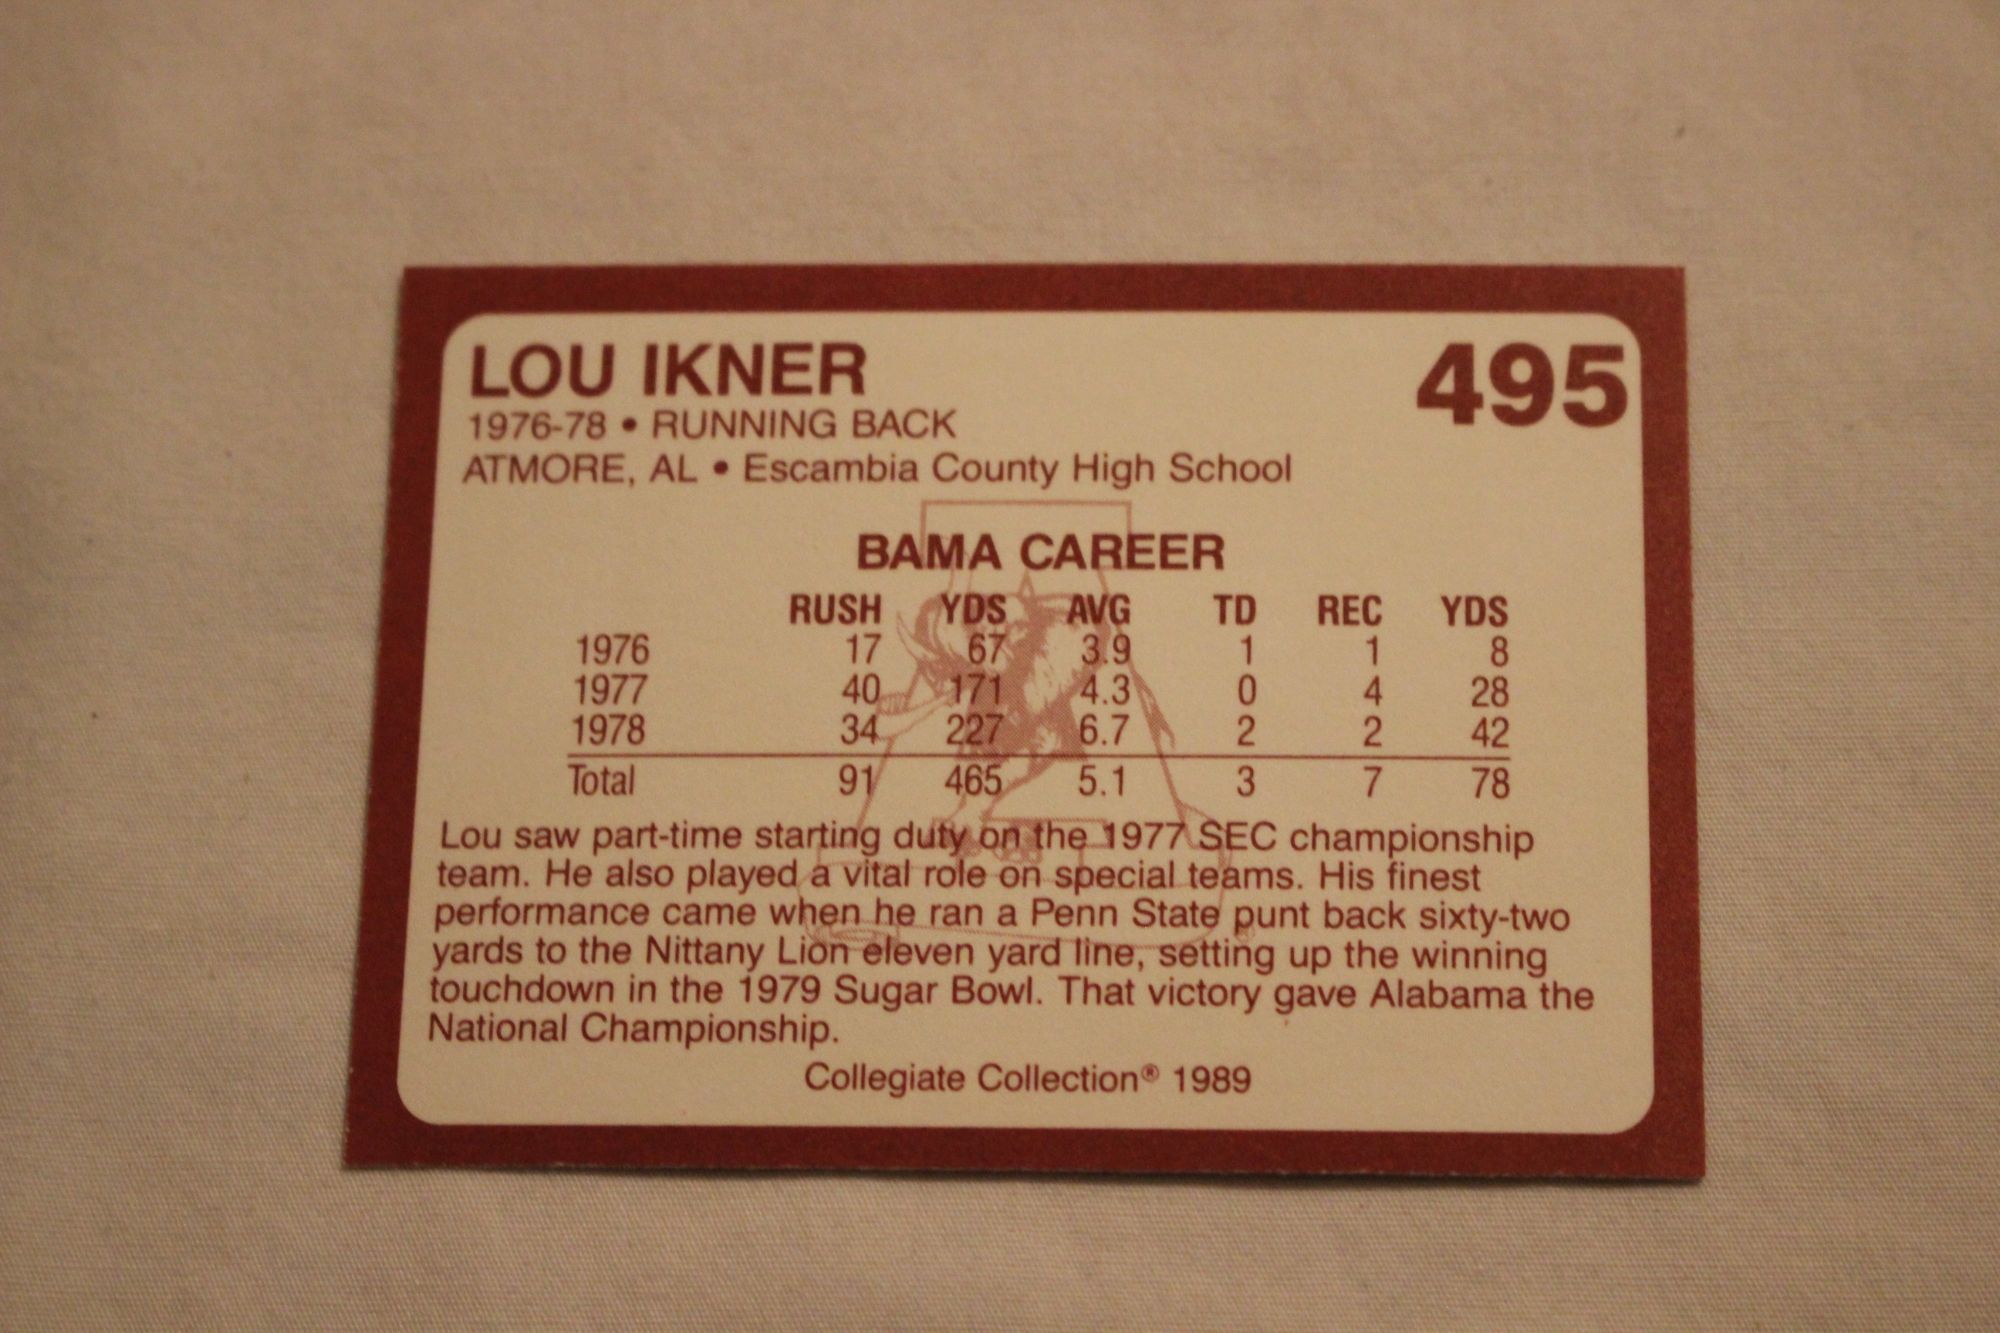 LOU IKNER 495
1976-78 • RUNNING BACK
ATMORE, AL • Escambia County High School
BAMA CAREER
RUSH YDS AVG TD REC YDS
1976 17 67 3.9 1 1 8
1977 40 171 4.3 0 4 28
1978 34 227 6.7 2 2 42
Total 91 465 5.1 3 7 78
Lou saw part-time starting duty on the 1977 SEC championship
team. He also played a vital role on special teams. His finest
performance came when he ran a Penn State punt back sixty-two
yards to the Nittany Lion eleven yard line, setting up the winning
touchdown in the 1979 Sugar Bowl. That victory gave Alabama the
National Championship.
Collegiate Collection® 1989